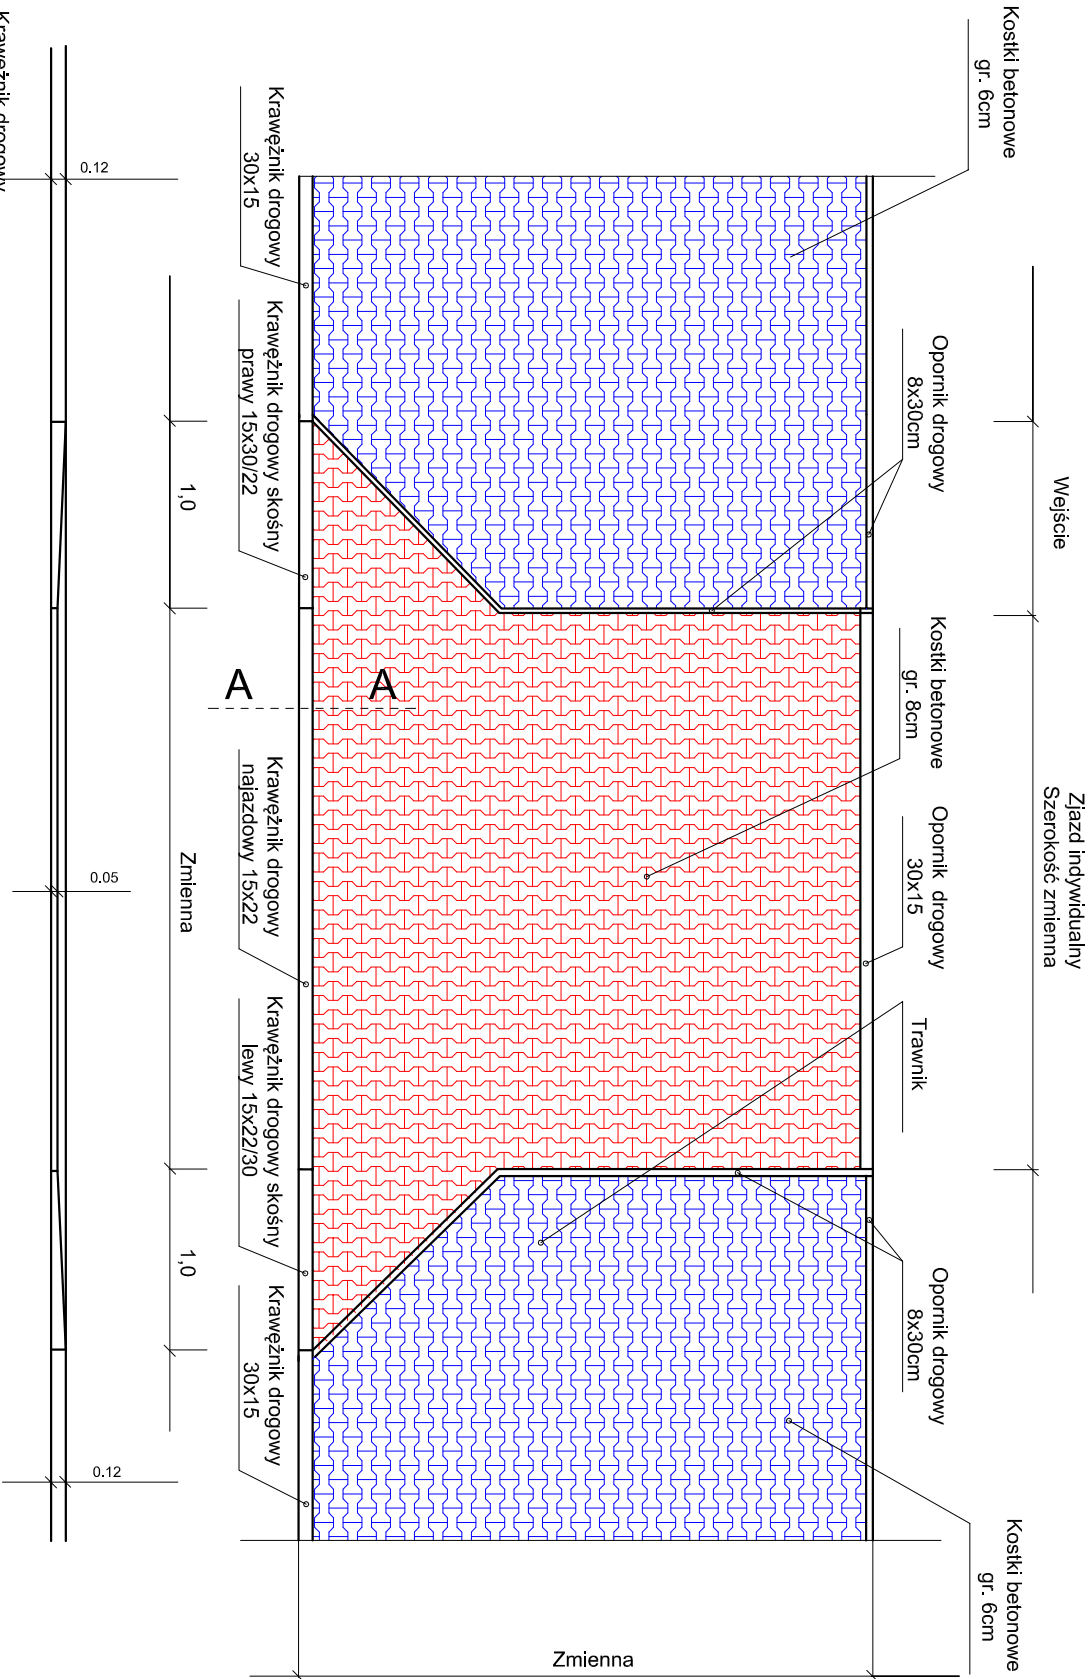 Kostki betonowe
gr. 6cm
Wejście
Zjazd indywidualny
Szerokość zmienna
Opornik drogowy
8x30cm
Kostki betonowe
gr. 8cm
Opornik drogowy
30x15
Trawnik
Opornik drogowy
8x30cm
Kostki betonowe
gr. 6cm
A
A
Krawężnik drogowy
30x15
Krawężnik drogowy skośny
prawy 15x30/22
Krawężnik drogowy
najazdowy 15x22
Krawężnik drogowy skośny
lewy 15x22/30
Krawężnik drogowy
30x15
1,0
Zmienna
1,0
Zmienna
0.12
0.05
0.12
Krawężnik drogowy